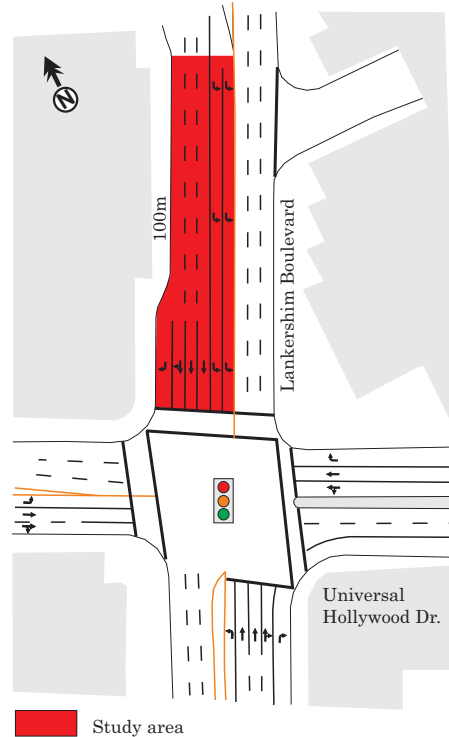 N
100m
Lankershim Boulevard
Universal
Hollywood Dr.
Study area